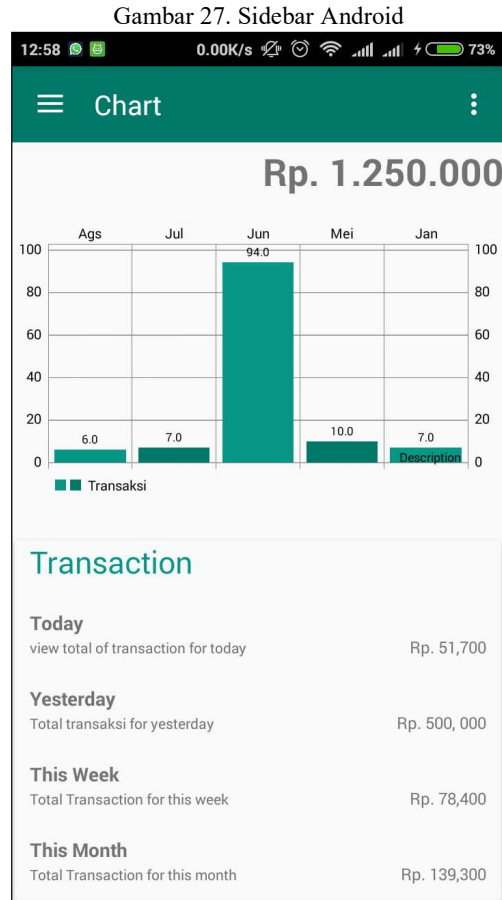 Gambar 27. Sidebar Android
12:58 0.00K/s 73%
Chart
Rp. 1.250.000
Ags Jul Jun Mei Jan
100 94.0 100
80 80
60 60
40 40
20 20
6.0 7.0 10.0 7.0
Description
0 0
Transaksi
Transaction
Today
view total of transaction for today Rp. 51,700
Yesterday
Total transaksi for yesterday Rp. 500, 000
This Week
Total Transaction for this week Rp. 78,400
This Month
Total Transaction for this month Rp. 139,300